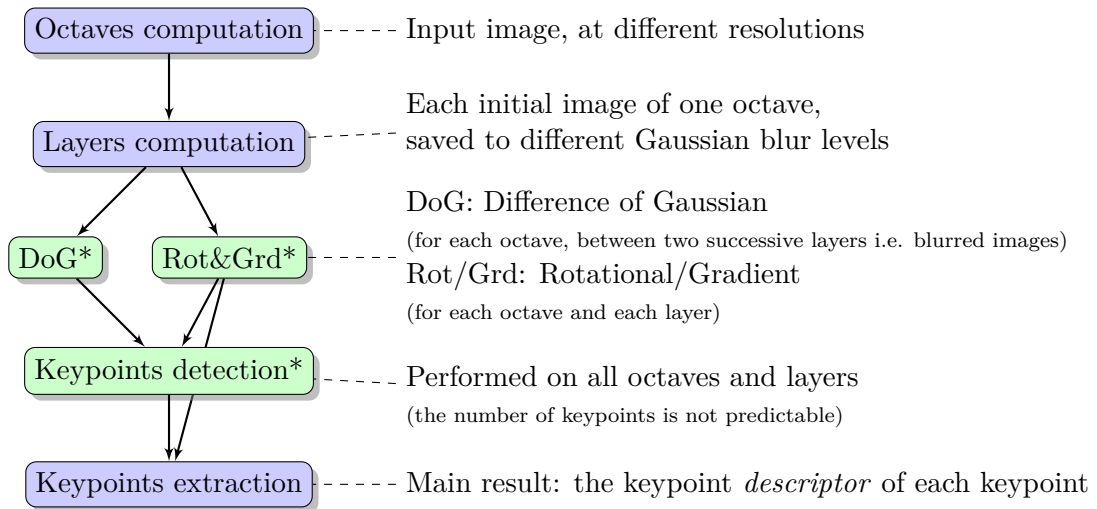 Octaves computation
Input image, at different resolutions
Layers computation
Each initial image of one octave,
saved to different Gaussian blur levels
DoG*
Rot&Grd*
DoG: Difference of Gaussian
(for each octave, between two successive layers i.e. blurred images)
Rot/Grd: Rotational/Gradient
(for each octave and each layer)
Keypoints detection*
Performed on all octaves and layers
(the number of keypoints is not predictable)
Keypoints extraction
Main result: the keypoint descriptor of each keypoint